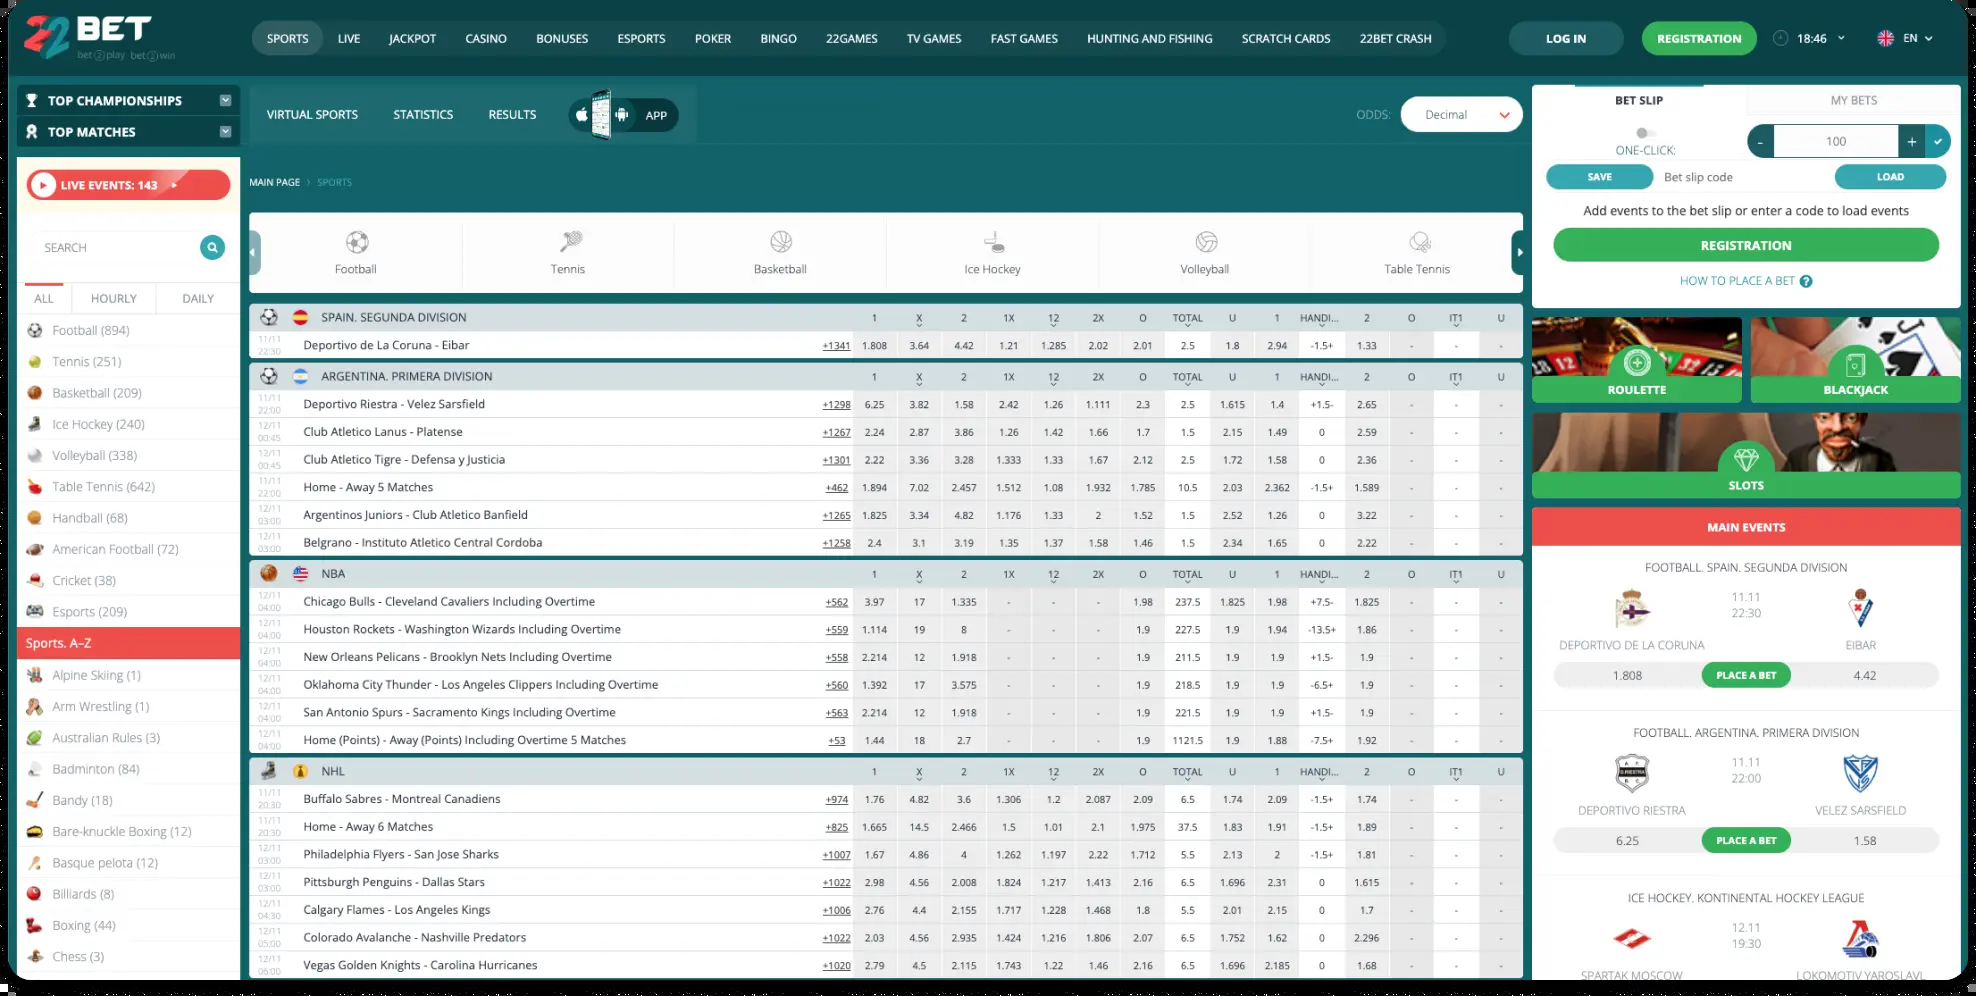 22 BET
bet 2 play bet 2 win
SPORTS LIVE JACKPOT CASINO BONUSES ESPORTS POKER BINGO 22GAMES TV GAMES FAST GAMES HUNTING AND FISHING SCRATCH CARDS 22BET CRASH
LOG IN REGISTRATION 18:46 EN
TOP CHAMPIONSHIPS
TOP MATCHES
LIVE EVENTS: 143
SEARCH
ALL HOURLY DAILY
Football (894)
Tennis (251)
Basketball (209)
Ice Hockey (240)
Volleyball (338)
Table Tennis (642)
Handball (68)
American Football (72)
Cricket (38)
Esports (209)
Sports. A–Z
Alpine Skiing (1)
Arm Wrestling (1)
Australian Rules (3)
Badminton (84)
Bandy (18)
Bare-knuckle Boxing (12)
Basque pelota (12)
Billiards (8)
Boxing (44)
Chess (3)
VIRTUAL SPORTS STATISTICS RESULTS APP
ODDS: Decimal
MAIN PAGE SPORTS
Football Tennis Basketball Ice Hockey Volleyball Table Tennis
SPAIN. SEGUNDA DIVISION 1 X 2 1X 12 2X O TOTAL U 1 HANDI... 2 O IT1 U
11/11 22:30 Deportivo de La Coruna - Eibar +1341 1.808 3.64 4.42 1.21 1.285 2.02 2.01 2.5 1.8 2.94 -1.5+ 1.33 - - -
ARGENTINA. PRIMERA DIVISION 1 X 2 1X 12 2X O TOTAL U 1 HANDI... 2 O IT1 U
11/11 22:00 Deportivo Riestra - Velez Sarsfield +1298 6.25 3.82 1.58 2.42 1.26 1.111 2.3 2.5 1.615 1.4 +1.5- 2.65 - - -
12/11 00:45 Club Atletico Lanus - Platense +1267 2.24 2.87 3.86 1.26 1.42 1.66 1.7 1.5 2.15 1.49 0 2.59 - - -
12/11 00:45 Club Atletico Tigre - Defensa y Justicia +1301 2.22 3.36 3.28 1.333 1.33 1.67 2.12 2.5 1.72 1.58 0 2.36 - - -
11/11 22:00 Home - Away 5 Matches +462 1.894 7.02 2.457 1.512 1.08 1.932 1.785 10.5 2.03 2.362 -1.5+ 1.589 - - -
12/11 03:00 Argentinos Juniors - Club Atletico Banfield +1265 1.825 3.34 4.82 1.176 1.33 2 1.52 1.5 2.52 1.26 0 3.22 - - -
12/11 03:00 Belgrano - Instituto Atletico Central Cordoba +1258 2.4 3.1 3.19 1.35 1.37 1.58 1.46 1.5 2.34 1.65 0 2.22 - - -
NBA 1 X 2 1X 12 2X O TOTAL U 1 HANDI... 2 O IT1 U
12/11 04:00 Chicago Bulls - Cleveland Cavaliers Including Overtime +562 3.97 17 1.335 - - - 1.98 237.5 1.825 1.98 +7.5- 1.825 - - -
12/11 04:00 Houston Rockets - Washington Wizards Including Overtime +559 1.114 19 8 - - - 1.9 227.5 1.9 1.94 -13.5+ 1.86 - - -
12/11 04:00 New Orleans Pelicans - Brooklyn Nets Including Overtime +558 2.214 12 1.918 - - - 1.9 211.5 1.9 1.9 +1.5- 1.9 - - -
12/11 04:00 Oklahoma City Thunder - Los Angeles Clippers Including Overtime +560 1.392 17 3.575 - - - 1.9 218.5 1.9 1.9 -6.5+ 1.9 - - -
12/11 04:00 San Antonio Spurs - Sacramento Kings Including Overtime +563 2.214 12 1.918 - - - 1.9 221.5 1.9 1.9 +1.5- 1.9 - - -
12/11 04:00 Home (Points) - Away (Points) Including Overtime 5 Matches +53 1.44 18 2.7 - - - 1.9 1121.5 1.9 1.88 -7.5+ 1.92 - - -
NHL 1 X 2 1X 12 2X O TOTAL U 1 HANDI... 2 O IT1 U
11/11 20:30 Buffalo Sabres - Montreal Canadiens +974 1.76 4.82 3.6 1.306 1.2 2.087 2.09 6.5 1.74 2.09 -1.5+ 1.74 - - -
11/11 20:30 Home - Away 6 Matches +825 1.665 14.5 2.466 1.5 1.01 2.1 1.975 37.5 1.83 1.91 -1.5+ 1.89 - - -
12/11 03:00 Philadelphia Flyers - San Jose Sharks +1007 1.67 4.86 4 1.262 1.197 2.22 1.712 5.5 2.13 2 -1.5+ 1.81 - - -
12/11 03:00 Pittsburgh Penguins - Dallas Stars +1022 2.98 4.56 2.008 1.824 1.217 1.413 2.16 6.5 1.696 2.31 0 1.615 - - -
12/11 04:30 Calgary Flames - Los Angeles Kings +1006 2.76 4.4 2.155 1.717 1.228 1.468 1.8 5.5 2.01 2.15 0 1.7 - - -
12/11 05:00 Colorado Avalanche - Nashville Predators +1022 2.03 4.56 2.935 1.424 1.216 1.806 2.07 6.5 1.752 1.62 0 2.296 - - -
12/11 06:00 Vegas Golden Knights - Carolina Hurricanes +1020 2.79 4.5 2.115 1.743 1.22 1.46 2.16 6.5 1.696 2.185 0 1.68 - - -
BET SLIP MY BETS
ONE-CLICK: - 100 +
SAVE Bet slip code LOAD
Add events to the bet slip or enter a code to load events
REGISTRATION
HOW TO PLACE A BET ?
ROULETTE BLACKJACK
SLOTS
MAIN EVENTS
FOOTBALL. SPAIN. SEGUNDA DIVISION
11.11
22:30
DEPORTIVO DE LA CORUNA EIBAR
1.808 PLACE A BET 4.42
FOOTBALL. ARGENTINA. PRIMERA DIVISION
11.11
22:00
DEPORTIVO RIESTRA VELEZ SARSFIELD
6.25 PLACE A BET 1.58
ICE HOCKEY. KONTINENTAL HOCKEY LEAGUE
12.11
19:30
SPARTAK MOSCOW LOKOMOTIV YAROSLAVL